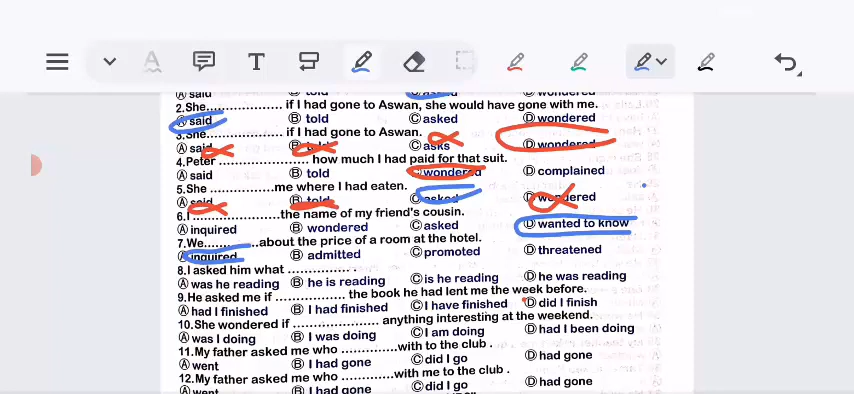 T
Ⓐ said Ⓑ told Ⓒ asked Ⓓ wondered
2.She.................. if I had gone to Aswan, she would have gone with me.
Ⓐ said Ⓑ told Ⓒ asked Ⓓ wondered
3.She.................. if I had gone to Aswan.
Ⓐ said Ⓑ told Ⓒ asks Ⓓ wondered
4.Peter ...................... how much I had paid for that suit.
Ⓐ said Ⓑ told Ⓒ wondered Ⓓ complained
5.She ...............me where I had eaten.
Ⓐ said Ⓑ told Ⓒ asked Ⓓ wondered
6.I......................the name of my friend's cousin.
Ⓐ inquired Ⓑ wondered Ⓒ asked Ⓓ wanted to know
7.We.............about the price of a room at the hotel.
Ⓐ inquired Ⓑ admitted Ⓒ promoted Ⓓ threatened
8.I asked him what ................ .
Ⓐ was he reading Ⓑ he is reading Ⓒ is he reading Ⓓ he was reading
9.He asked me if ................. the book he had lent me the week before.
Ⓐ had I finished Ⓑ I had finished Ⓒ I have finished Ⓓ did I finish
10.She wondered if ..................... anything interesting at the weekend.
Ⓐ was I doing Ⓑ I was doing Ⓒ I am doing Ⓓ had I been doing
11.My father asked me who .............with to the club .
Ⓐ went Ⓑ I had gone Ⓒ did I go Ⓓ had gone
12.My father asked me who .............with me to the club .
Ⓐ went Ⓑ I had gone Ⓒ did I go Ⓓ had gone